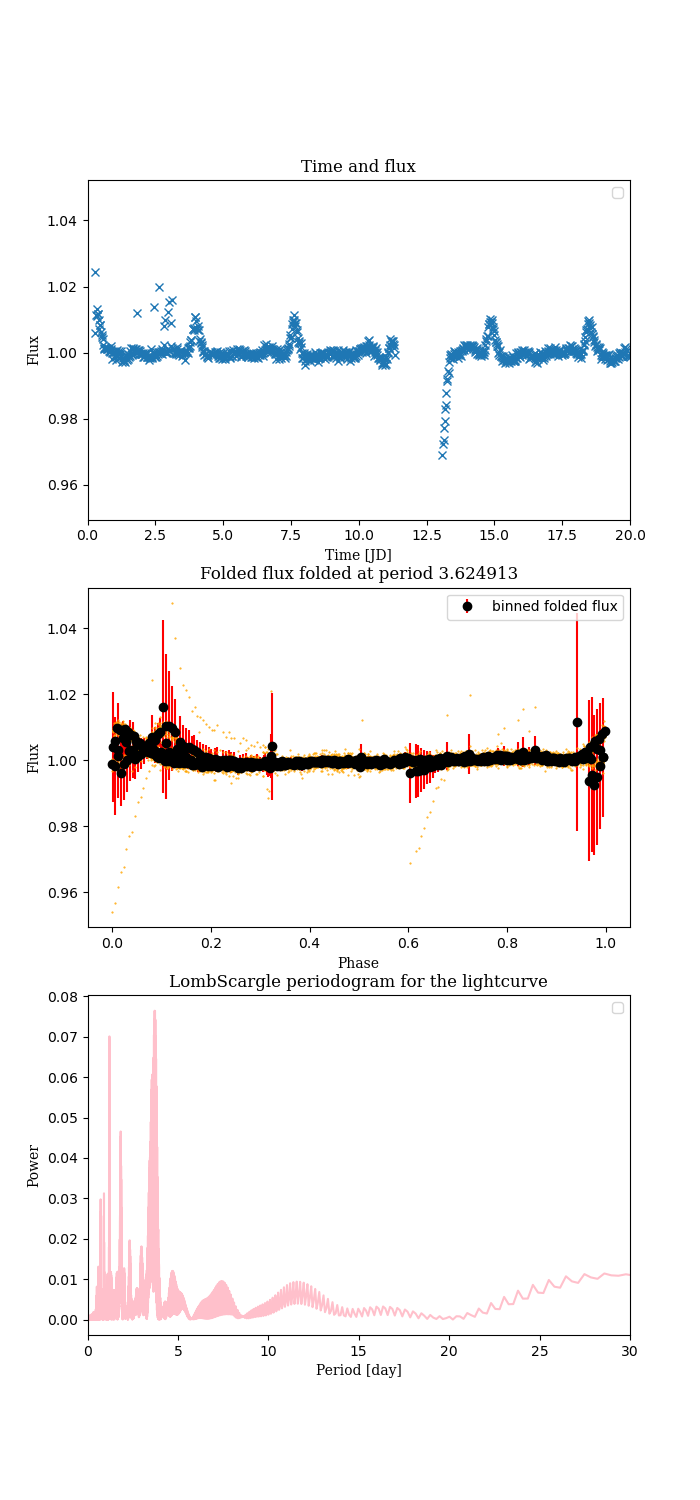 Time and flux
1.04
1.02
1.00
0.98
0.96
Flux
0.0 2.5 5.0 7.5 10.0 12.5 15.0 17.5 20.0
Time [JD]
Folded flux folded at period 3.624913
binned folded flux
1.04
1.02
1.00
0.98
0.96
Flux
0.0 0.2 0.4 0.6 0.8 1.0
Phase
LombScargle periodogram for the lightcurve
0.08
0.07
0.06
0.05
0.04
0.03
0.02
0.01
0.00
Power
0 5 10 15 20 25 30
Period [day]